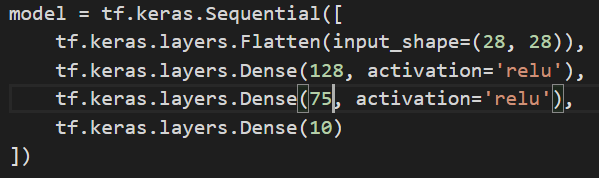 model = tf.keras.Sequential([
    tf.keras.layers.Flatten(input_shape=(28, 28)),
    tf.keras.layers.Dense(128, activation='relu'),
    tf.keras.layers.Dense(75, activation='relu'),
    tf.keras.layers.Dense(10)
])